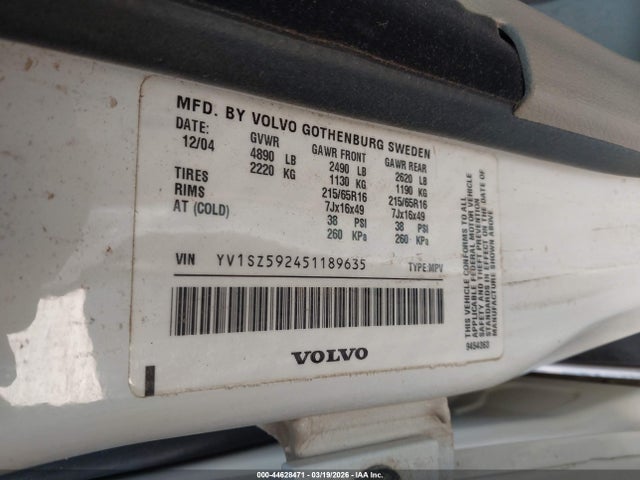 MFD. BY VOLVO GOTHENBURG SWEDEN
DATE: GVWR GAWR FRONT GAWR REAR
12/04 4890 LB 2490 LB 2620 LB
2220 KG 1130 KG 1190 KG
TIRES 215/65R16 215/65R16
RIMS 7Jx16x49 7Jx16x49
AT (COLD) 38 PSI 38 PSI
260 KPa 260 KPa
VIN YV1SZ592451189635 TYPE:MPV
VOLVO
THIS VEHICLE CONFORMS TO ALL
APPLICABLE FEDERAL MOTOR VEHICLE
SAFETY AND THEFT PREVENTION
STANDARDS IN EFFECT ON THE DATE OF
MANUFACTURE SHOWN ABOVE
9494363
000-44628471 - 03/19/2026 - IAA Inc.